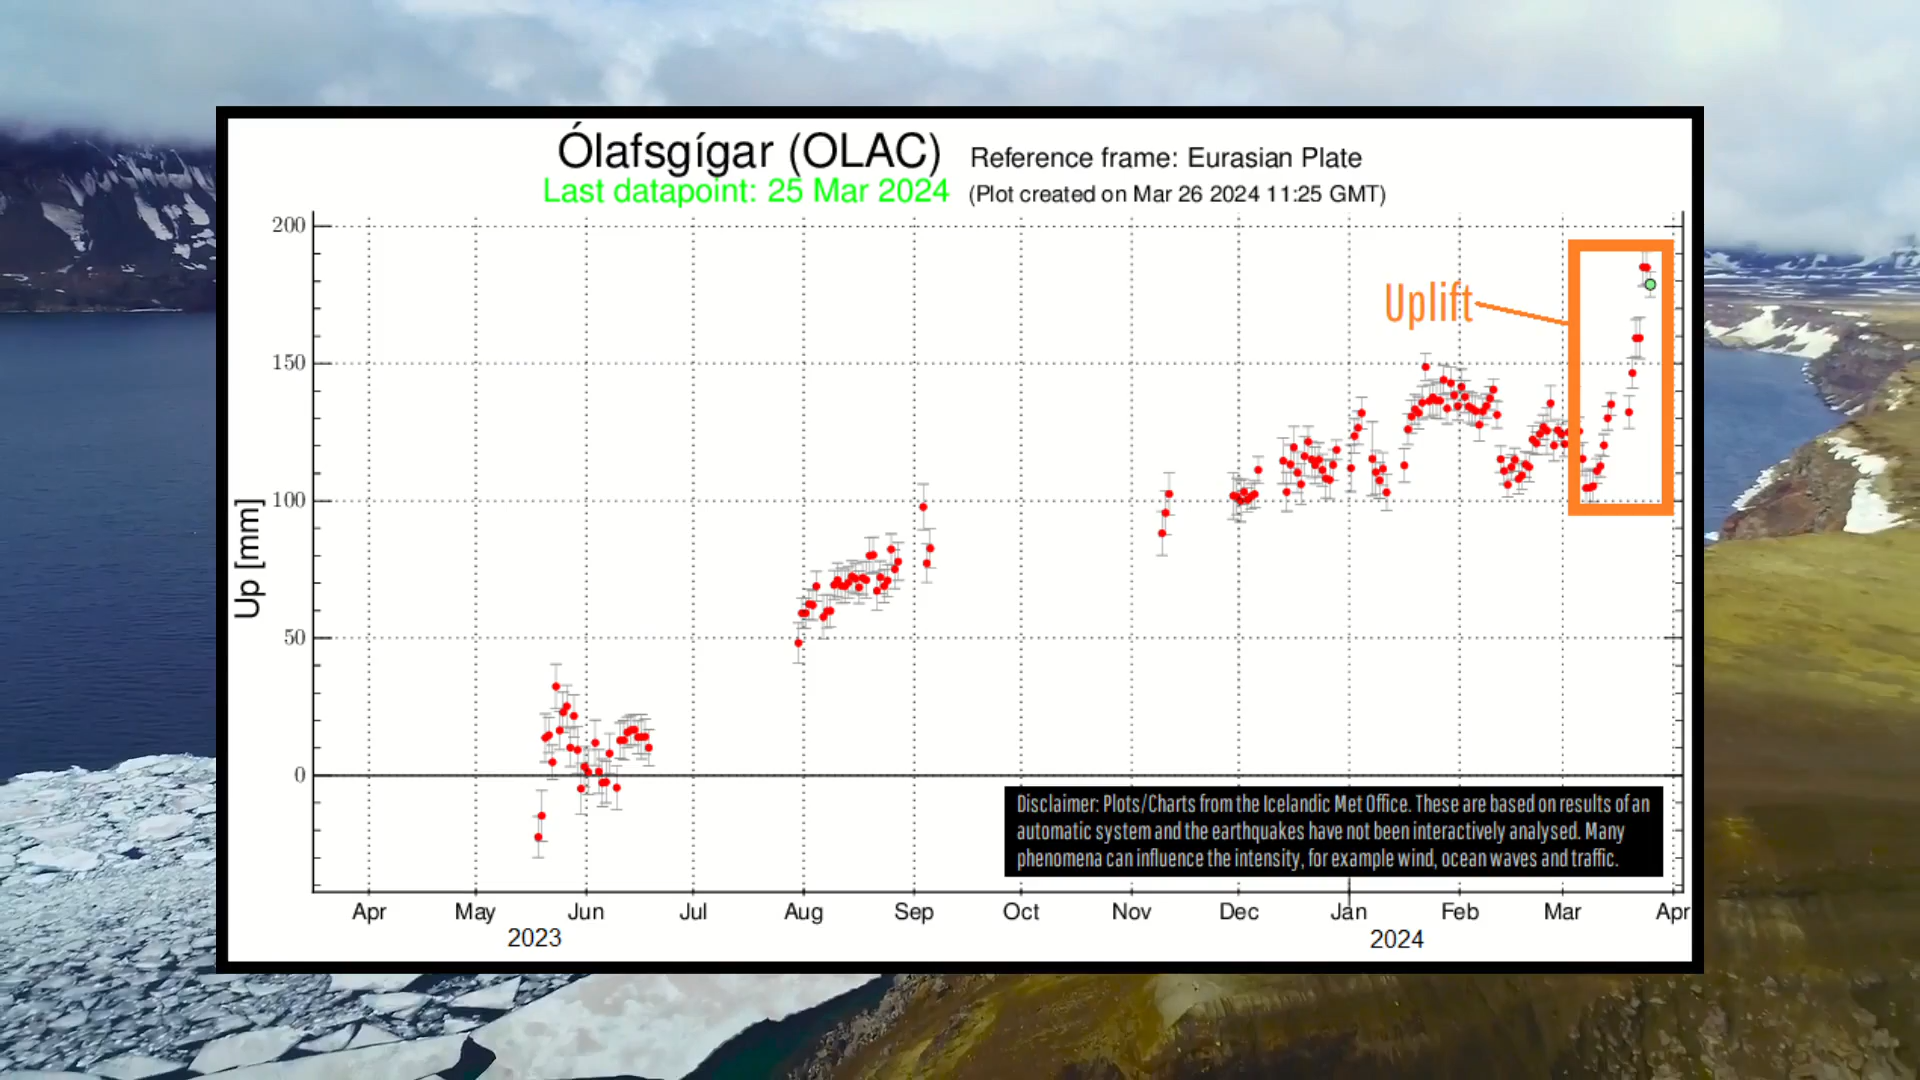 Ólafsgígar (OLAC) Reference frame: Eurasian Plate
Last datapoint: 25 Mar 2024 (Plot created on Mar 26 2024 11:25 GMT)
200
150
100
50
0
Up [mm]
Uplift
Disclaimer: Plots/Charts from the Icelandic Met Office. These are based on results of an
automatic system and the earthquakes have not been interactively analysed. Many
phenomena can influence the intensity, for example wind, ocean waves and traffic.
Apr May Jun Jul Aug Sep Oct Nov Dec Jan Feb Mar Apr
2023 2024